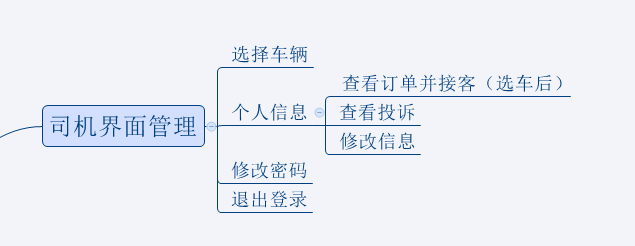 司机界面管理
选择车辆
个人信息
查看订单并接客（选车后）
查看投诉
修改信息
修改密码
退出登录